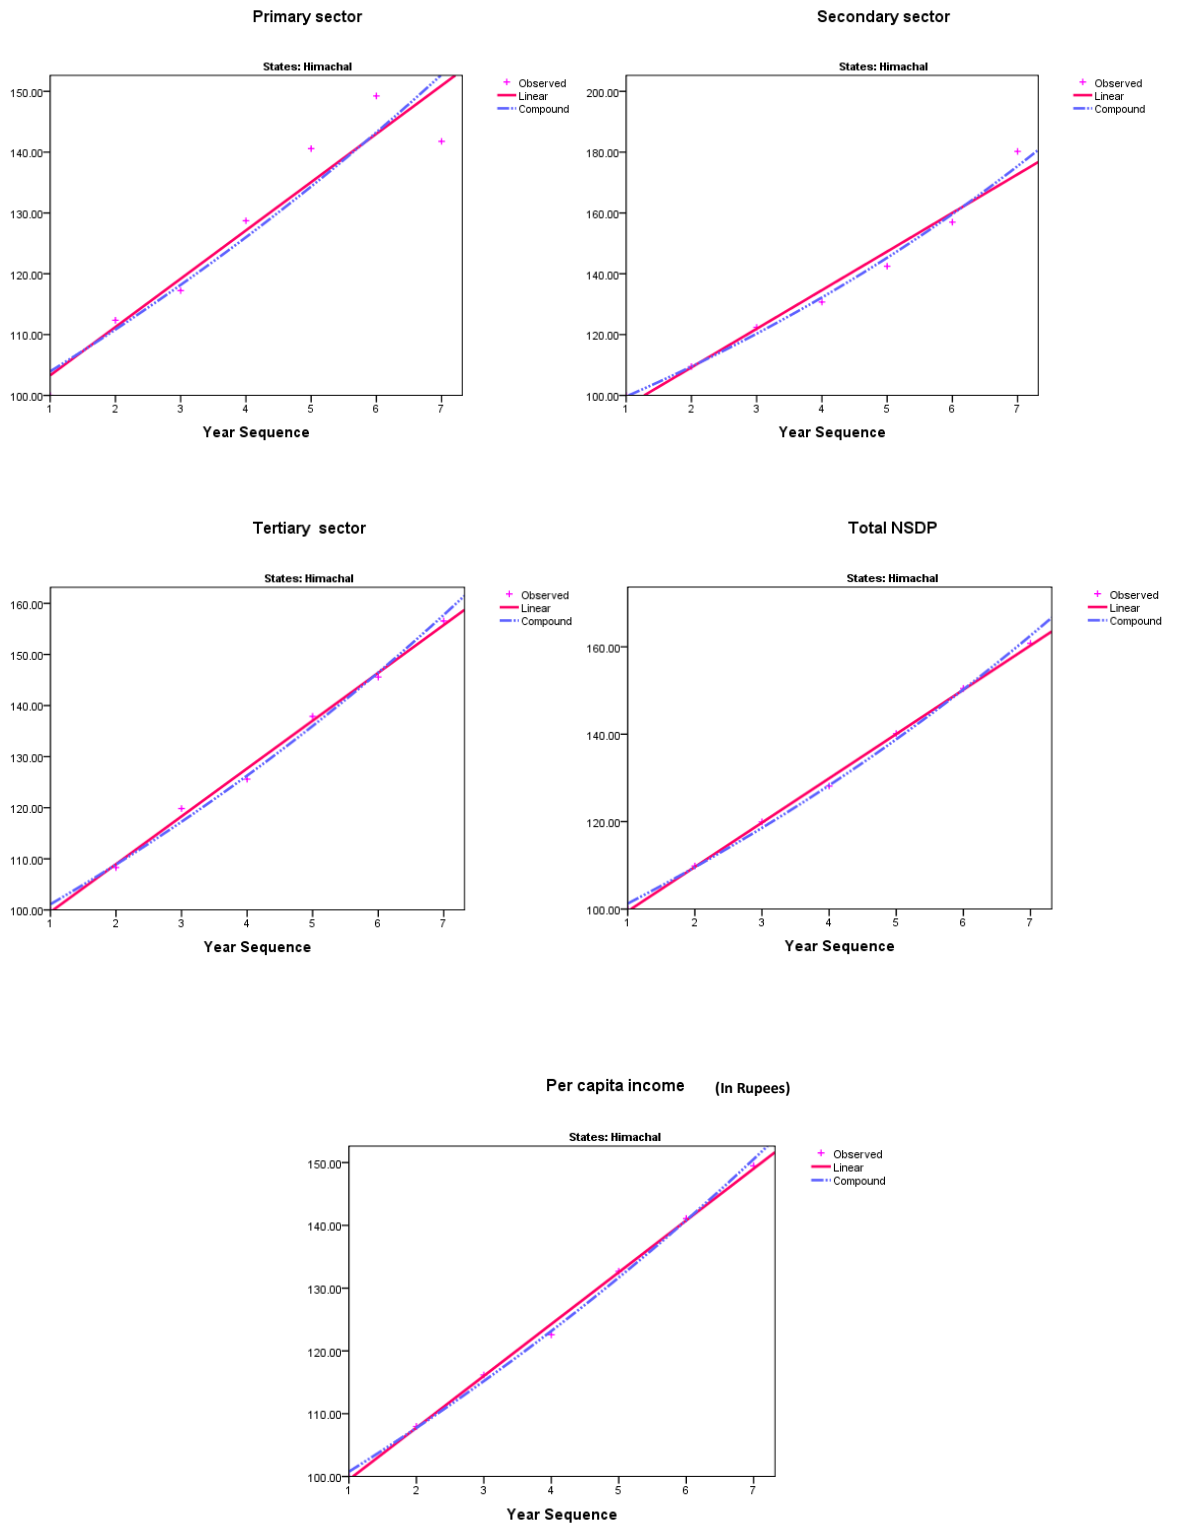 Primary sector
States: Himachal
Observed
Linear
Compound
150.00
140.00
130.00
120.00
110.00
100.00
1 2 3 4 5 6 7
Year Sequence
Secondary sector
States: Himachal
Observed
Linear
Compound
200.00
180.00
160.00
140.00
120.00
100.00
1 2 3 4 5 6 7
Year Sequence
Tertiary sector
States: Himachal
Observed
Linear
Compound
160.00
150.00
140.00
130.00
120.00
110.00
100.00
1 2 3 4 5 6 7
Year Sequence
Total NSDP
States: Himachal
Observed
Linear
Compound
160.00
140.00
120.00
100.00
1 2 3 4 5 6 7
Year Sequence
Per capita income (In Rupees)
States: Himachal
Observed
Linear
Compound
150.00
140.00
130.00
120.00
110.00
100.00
1 2 3 4 5 6 7
Year Sequence